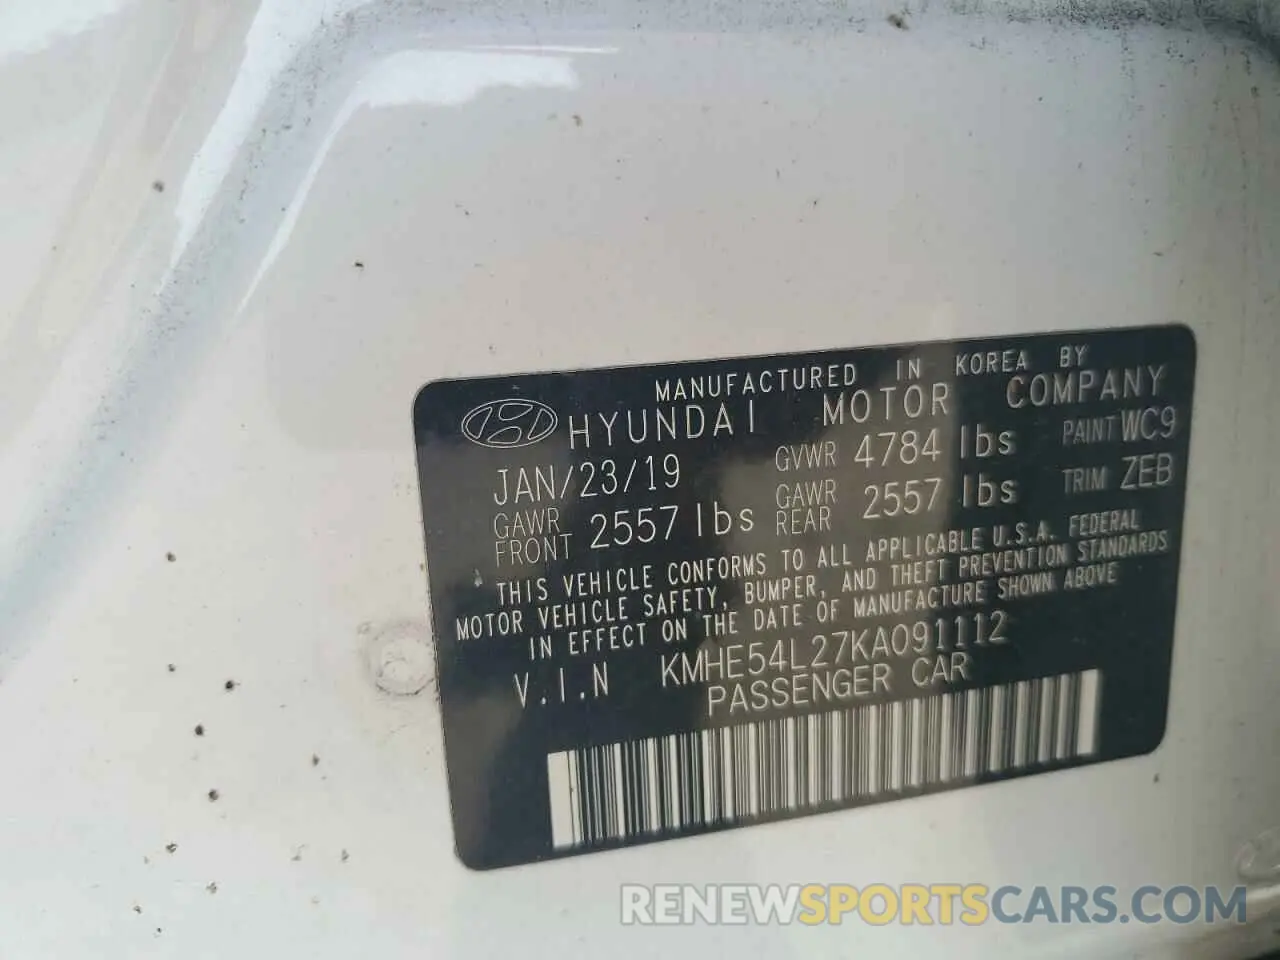 MANUFACTURED IN KOREA BY
HYUNDAI MOTOR COMPANY
JAN/23/19 GVWR 4784 lbs PAINT WC9
GAWR FRONT 2557 lbs GAWR REAR 2557 lbs TRIM ZEB
THIS VEHICLE CONFORMS TO ALL APPLICABLE U.S.A. FEDERAL
MOTOR VEHICLE SAFETY, BUMPER, AND THEFT PREVENTION STANDARDS
IN EFFECT ON THE DATE OF MANUFACTURE SHOWN ABOVE
V.I.N KMHE54L27KA091112
PASSENGER CAR
RENEWSPORTSCARS.COM